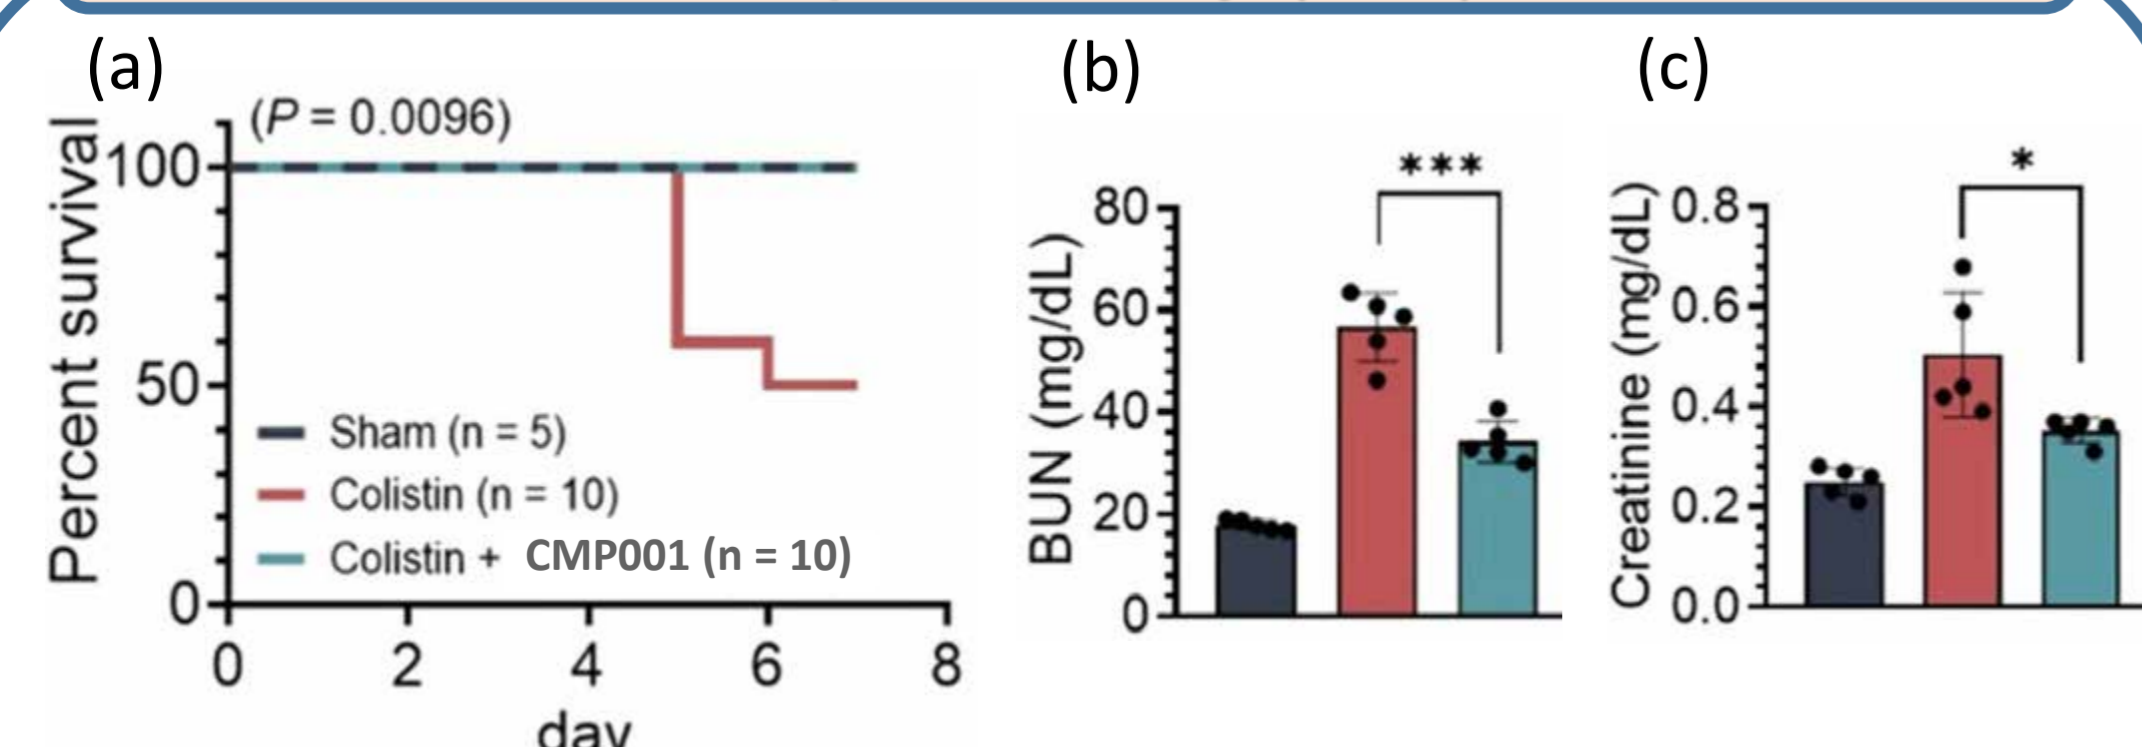 (a)
(P = 0.0096)
Percent survival
100
50
0
Sham (n = 5)
Colistin (n = 10)
Colistin + CMP001 (n = 10)
0 2 4 6 8
day
(b)
***
BUN (mg/dL)
80
60
40
20
0
(c)
*
Creatinine (mg/dL)
0.8
0.6
0.4
0.2
0.0